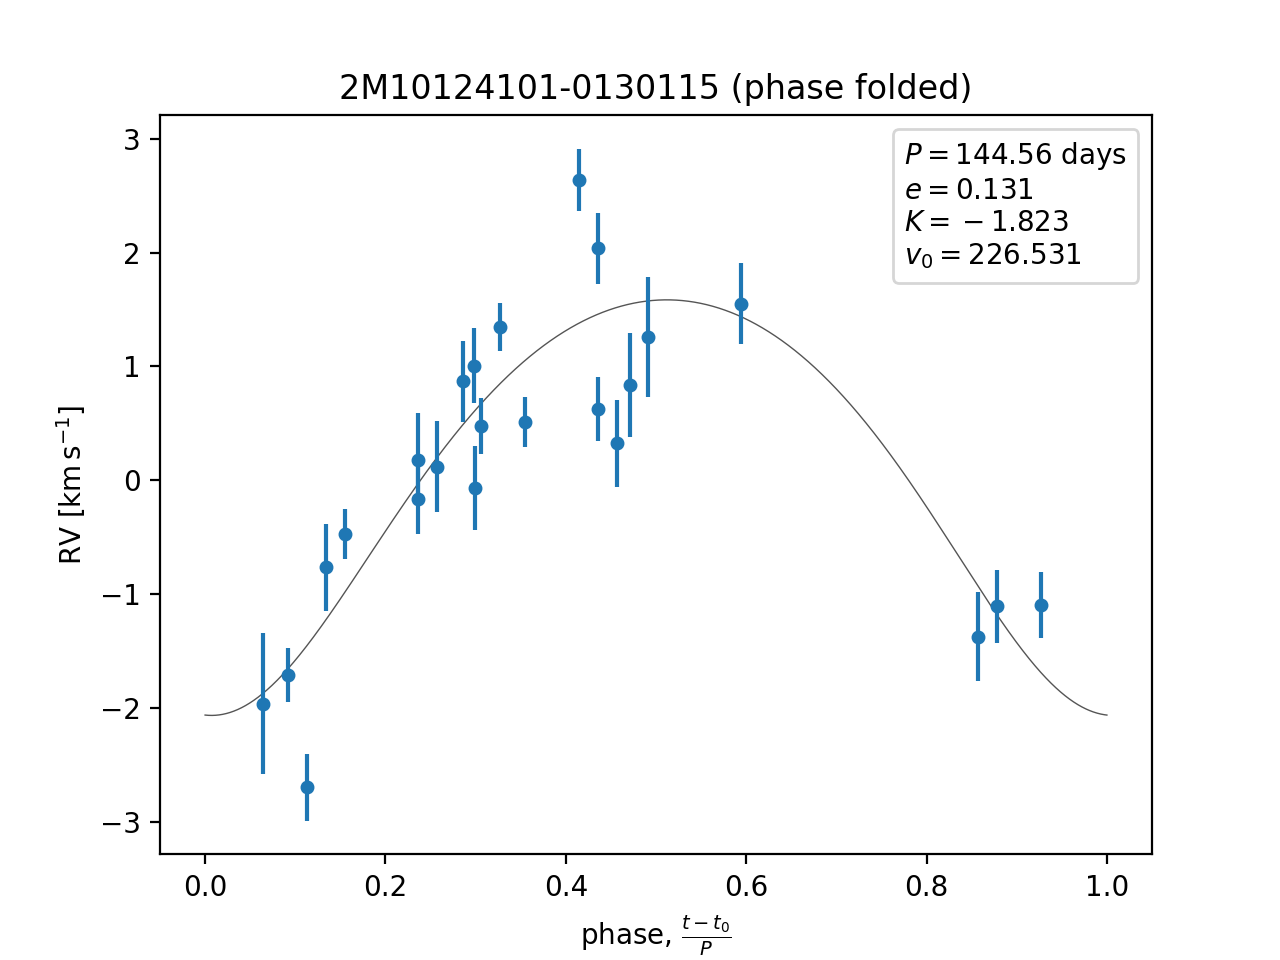 2M10124101-0130115 (phase folded)
P = 144.56 days
e = 0.131
K = −1.823
v₀ = 226.531
RV [km s⁻¹]
3
2
1
0
−1
−2
−3
0.0 0.2 0.4 0.6 0.8 1.0
phase, (t − t₀)/P